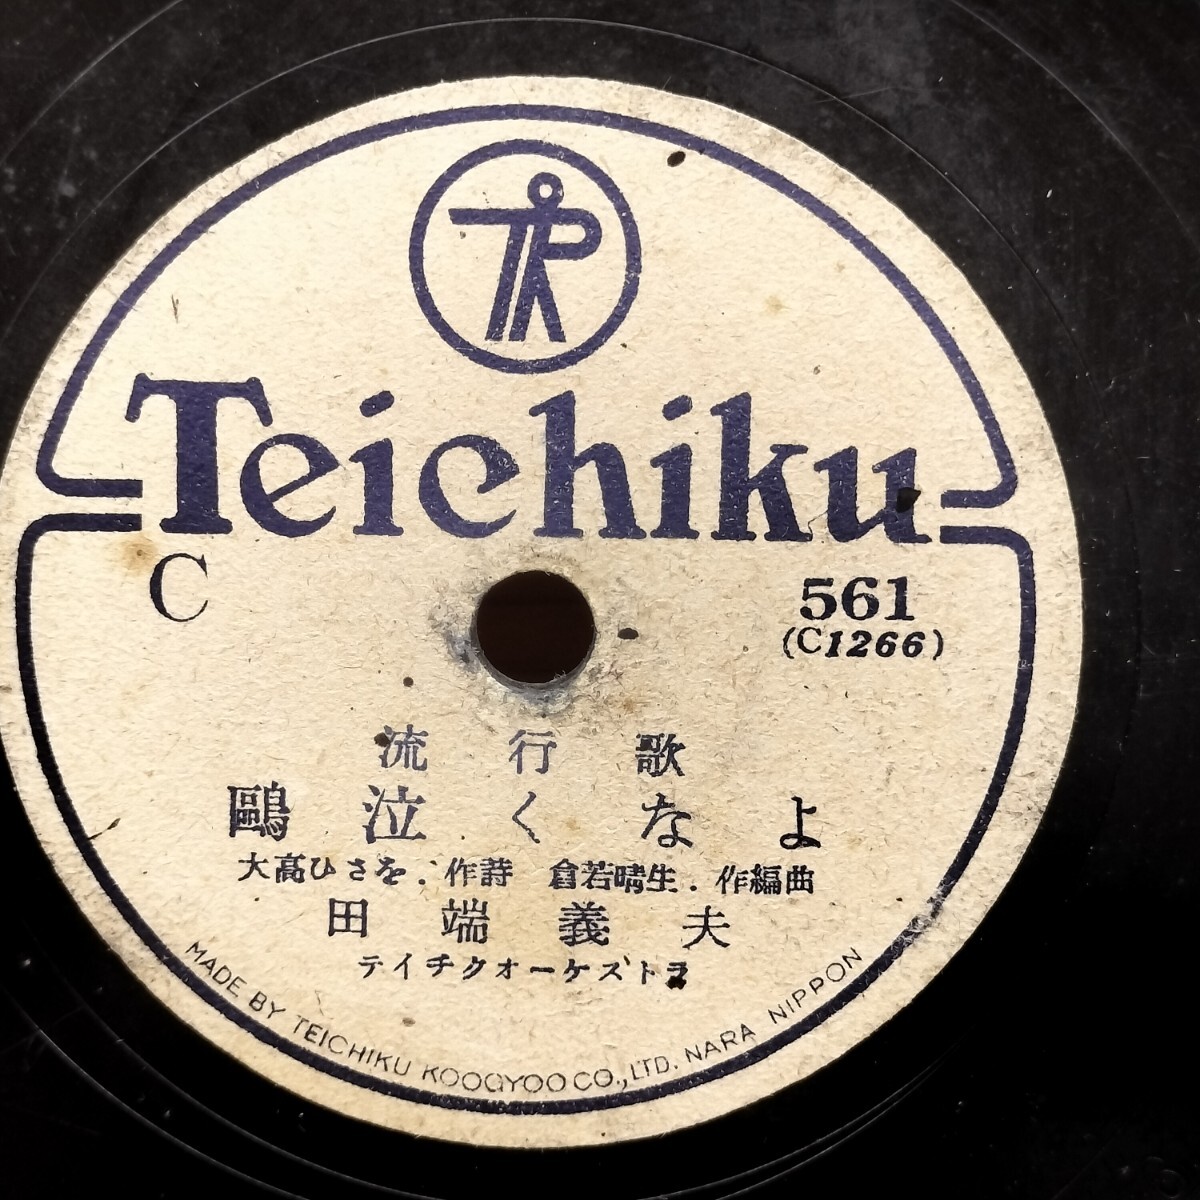 Teichiku
C
561
(C1266)
流行歌
鷗泣くなよ
大高ひさを．作詩 倉若晴生．作編曲
田端義夫
テイチクオーケストラ
MADE BY TEICHIKU KOOGYOO CO., LTD. NARA NIPPON